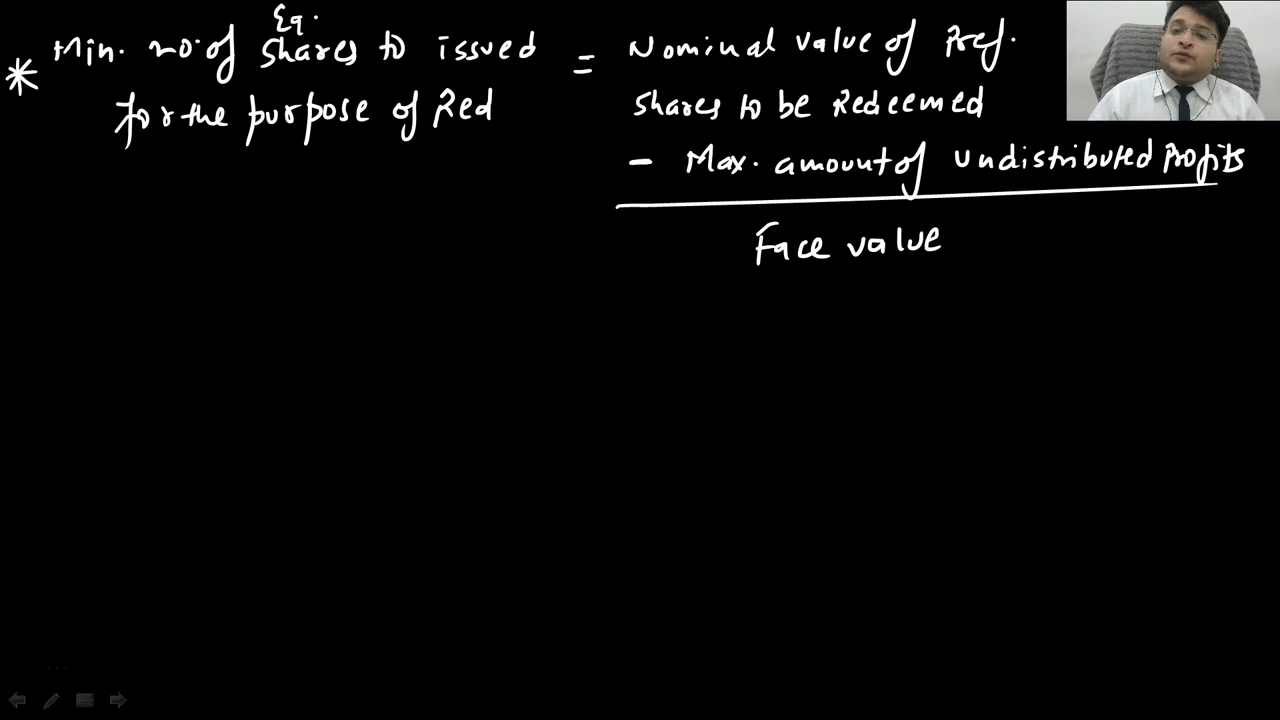 Eq.
* Min. no. of shares to issued = Nominal value of Pref.
for the purpose of Red shares to be Redeemed
- Max. amount of undistributed Profits
Face value